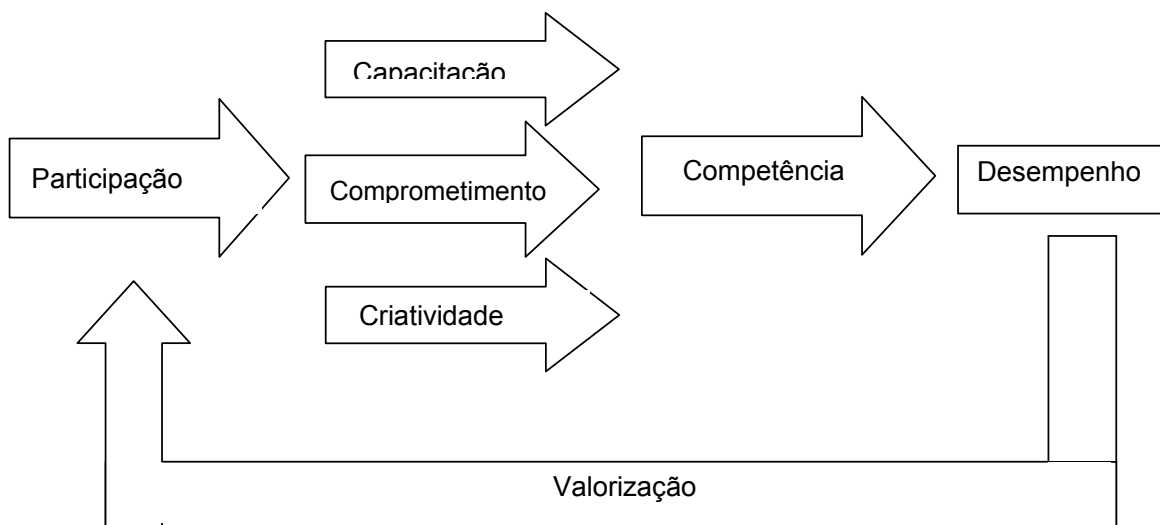 Capacitação
Participação
Comprometimento
Criatividade
Competência
Desempenho
Valorização